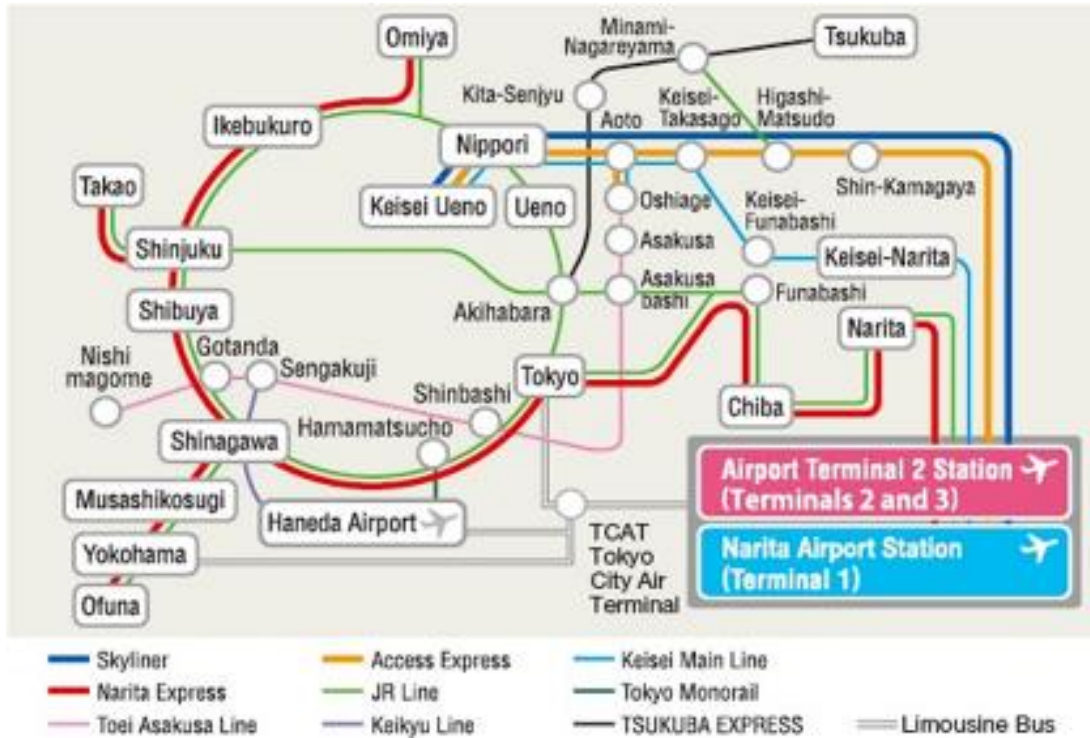 Omiya
Minami-
Nagareyama
Tsukuba
Kita-Senjyu
Keisei-
Takasago
Higashi-
Matsudo
Ikebukuro
Aoto
Nippori
Takao
Keisei Ueno
Ueno
Oshiage
Shin-Kamagaya
Keisei-
Funabashi
Shinjuku
Asakusa
Keisei-Narita
Shibuya
Akihabara
Asakusa
bashi
Funabashi
Narita
Nishi
magome
Gotanda
Sengakuji
Shinbashi
Tokyo
Chiba
Shinagawa
Hamamatsucho
Airport Terminal 2 Station
(Terminals 2 and 3)
Musashikosugi
Haneda Airport
TCAT
Tokyo
City Air
Terminal
Yokohama
Narita Airport Station
(Terminal 1)
Ofuna
Skyliner
Access Express
Keisei Main Line
Narita Express
JR Line
Tokyo Monorail
Toei Asakusa Line
Keikyu Line
TSUKUBA EXPRESS
Limousine Bus